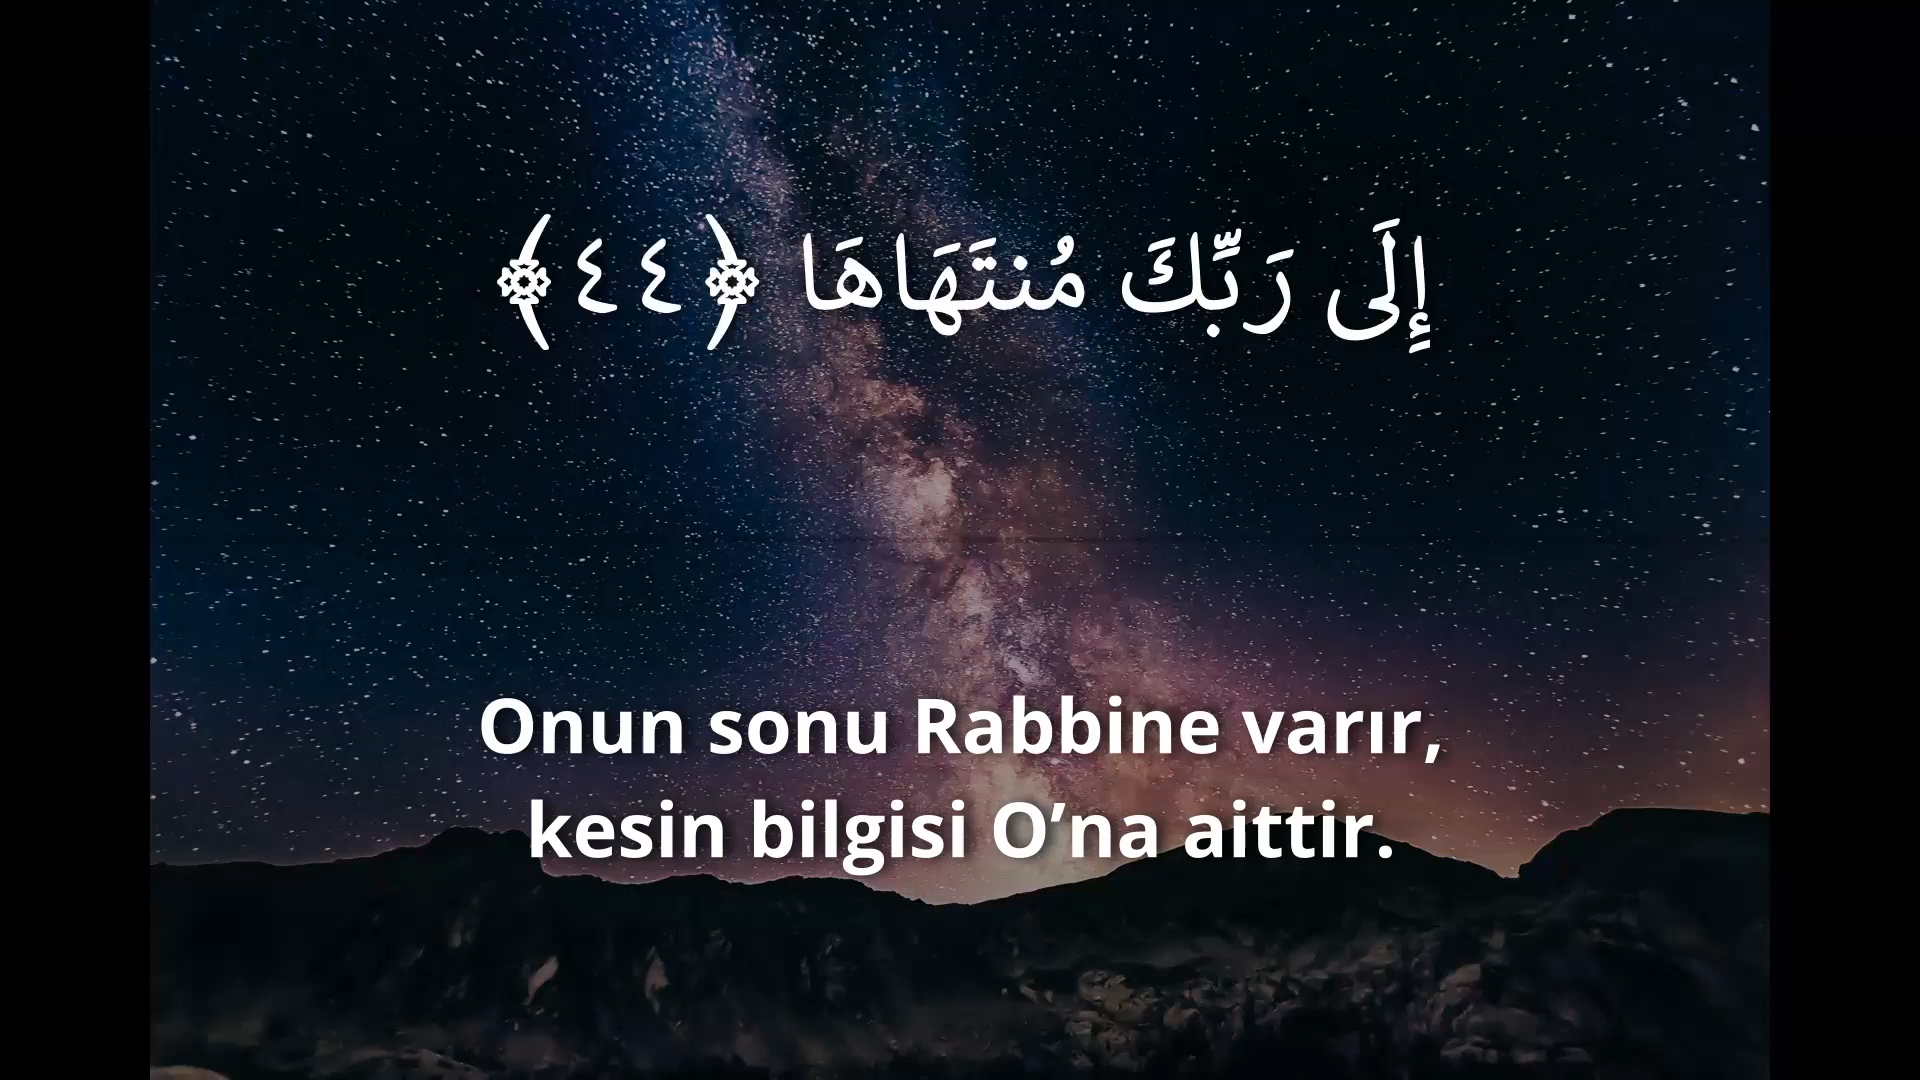 إِلَى رَبِّكَ مُنتَهَاهَا ﴿٤٤﴾
Onun sonu Rabbine varır,
kesin bilgisi O’na aittir.